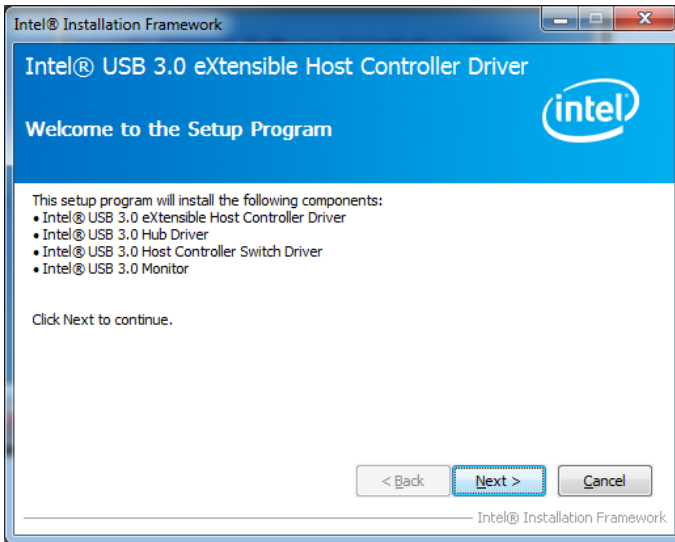 Intel® Installation Framework
Intel® USB 3.0 eXtensible Host Controller Driver
intel
Welcome to the Setup Program
This setup program will install the following components:
• Intel® USB 3.0 eXtensible Host Controller Driver
• Intel® USB 3.0 Hub Driver
• Intel® USB 3.0 Host Controller Switch Driver
• Intel® USB 3.0 Monitor
Click Next to continue.
< Back Next > Cancel
Intel® Installation Framework